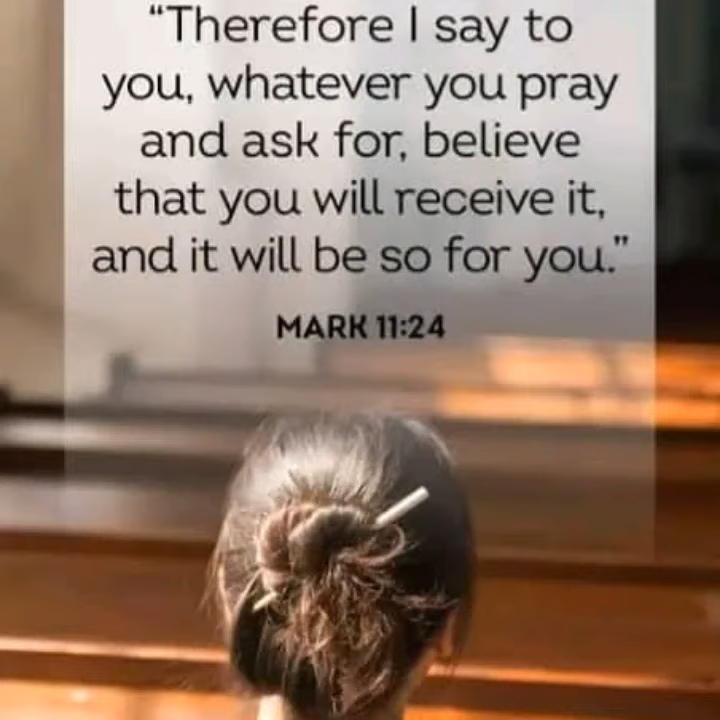 “Therefore I say to
you, whatever you pray
and ask for, believe
that you will receive it,
and it will be so for you.”
MARK 11:24